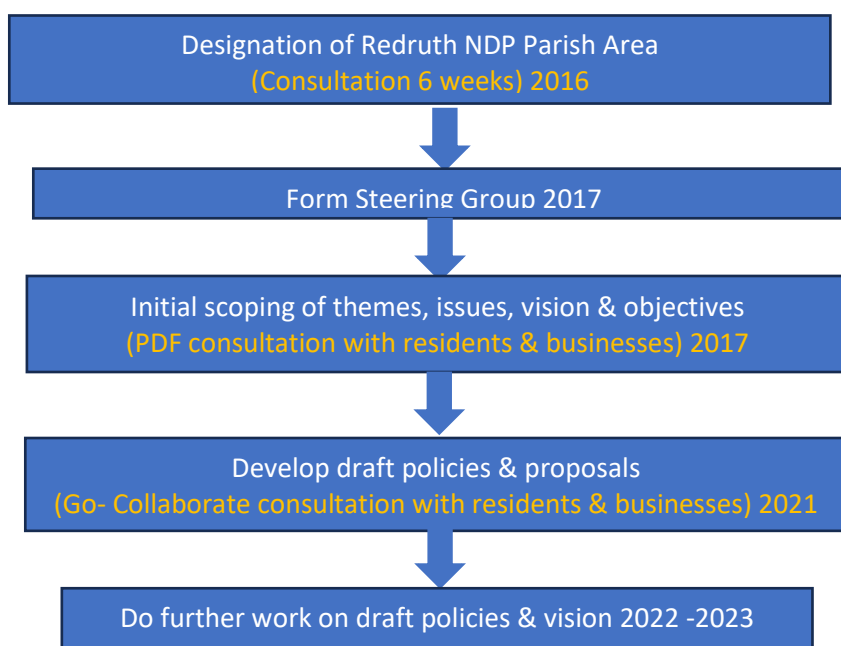 Designation of Redruth NDP Parish Area
(Consultation 6 weeks) 2016
Form Steering Group 2017
Initial scoping of themes, issues, vision & objectives
(PDF consultation with residents & businesses) 2017
Develop draft policies & proposals
(Go- Collaborate consultation with residents & businesses) 2021
Do further work on draft policies & vision 2022 -2023